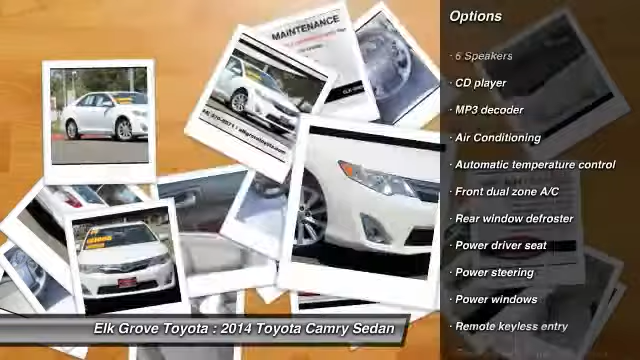 Options
· 6 Speakers
· CD player
· MP3 decoder
· Air Conditioning
· Automatic temperature control
· Front dual zone A/C
· Rear window defroster
· Power driver seat
· Power steering
· Power windows
· Remote keyless entry
MAINTENANCE
Elk Grove Toyota : 2014 Toyota Camry Sedan